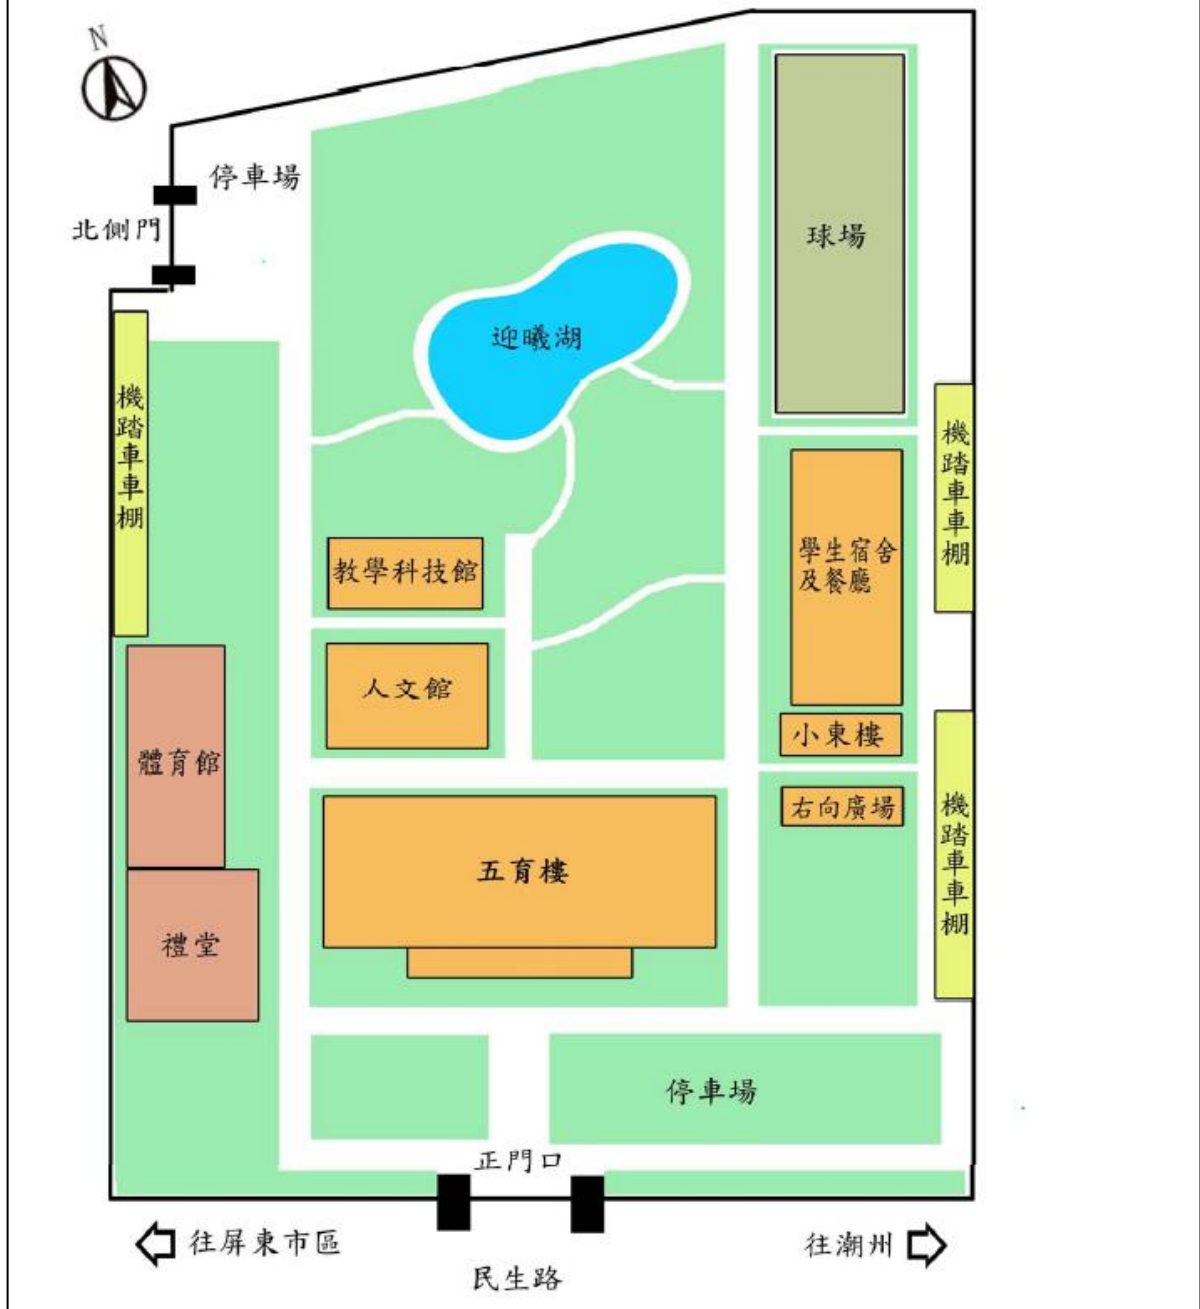 N
停車場
北側門
球場
迎曦湖
機踏車車棚
機踏車車棚
學生宿舍
及餐廳
教學科技館
人文館
小東樓
體育館
右向廣場
機踏車車棚
五育樓
禮堂
停車場
正門口
往屏東市區
往潮州
民生路